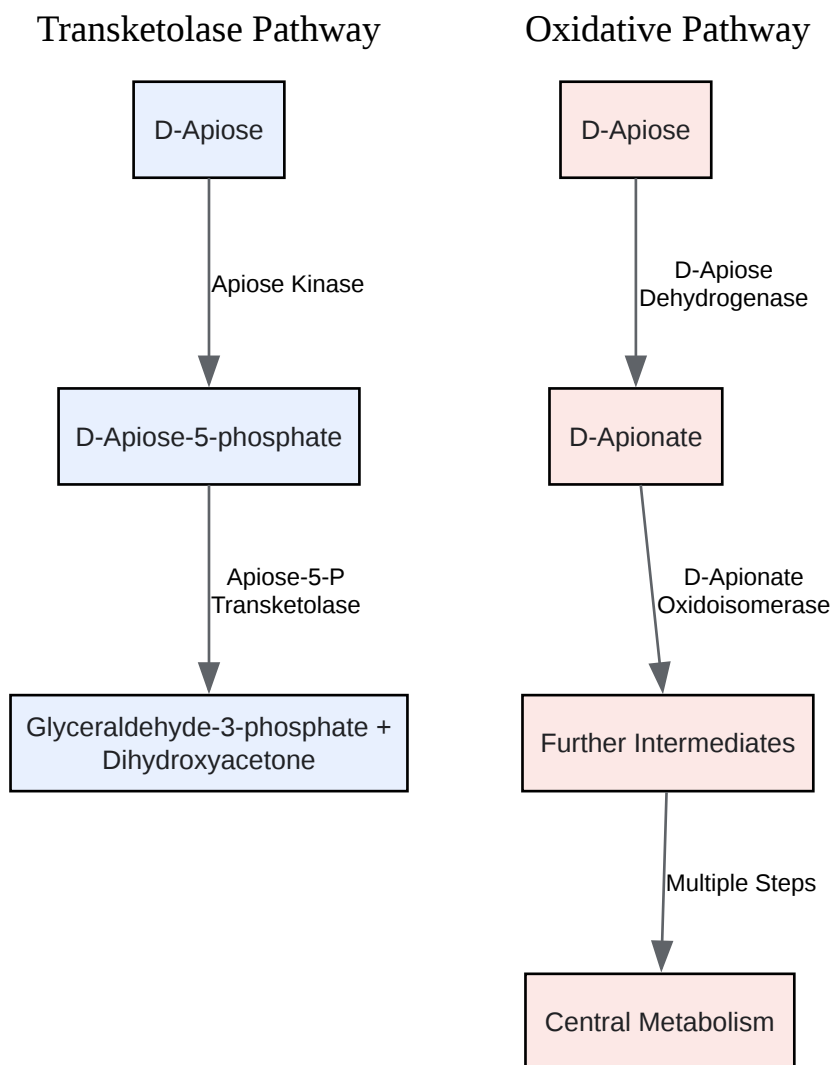 Transketolase Pathway
D-Apiose
Apiose Kinase
D-Apiose-5-phosphate
Apiose-5-P
Transketolase
Glyceraldehyde-3-phosphate +
Dihydroxyacetone
Oxidative Pathway
D-Apiose
D-Apiose
Dehydrogenase
D-Apionate
D-Apionate
Oxidoisomerase
Further Intermediates
Multiple Steps
Central Metabolism